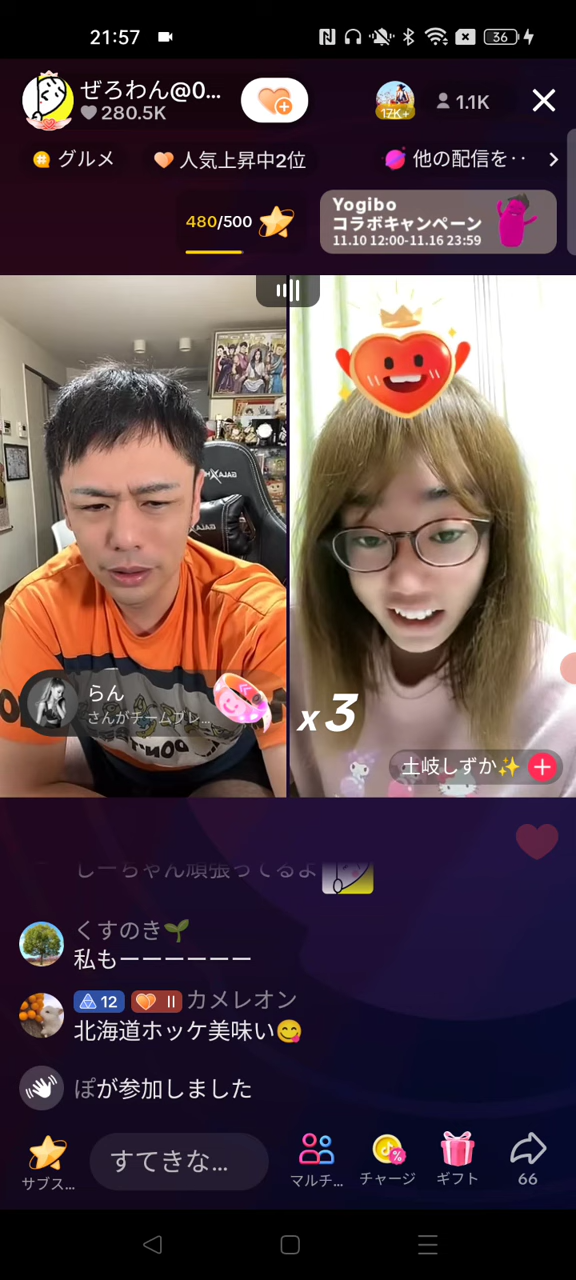 21:57
36
ぜろわん@0...
280.5K
17K+
1.1K
グルメ
人気上昇中2位
他の配信を‥
480/500
Yogibo
コラボキャンペーン
11.10 12:00-11.16 23:59
らん
さんがチームプレ...
x3
土岐しずか✨
しーちゃん頑張ってるよ
くすのき🌱
私もーーーーーー
12
II
カメレオン
北海道ホッケ美味い😋
ぽが参加しました
サブス...
すてきな...
マルチ...
チャージ
ギフト
66